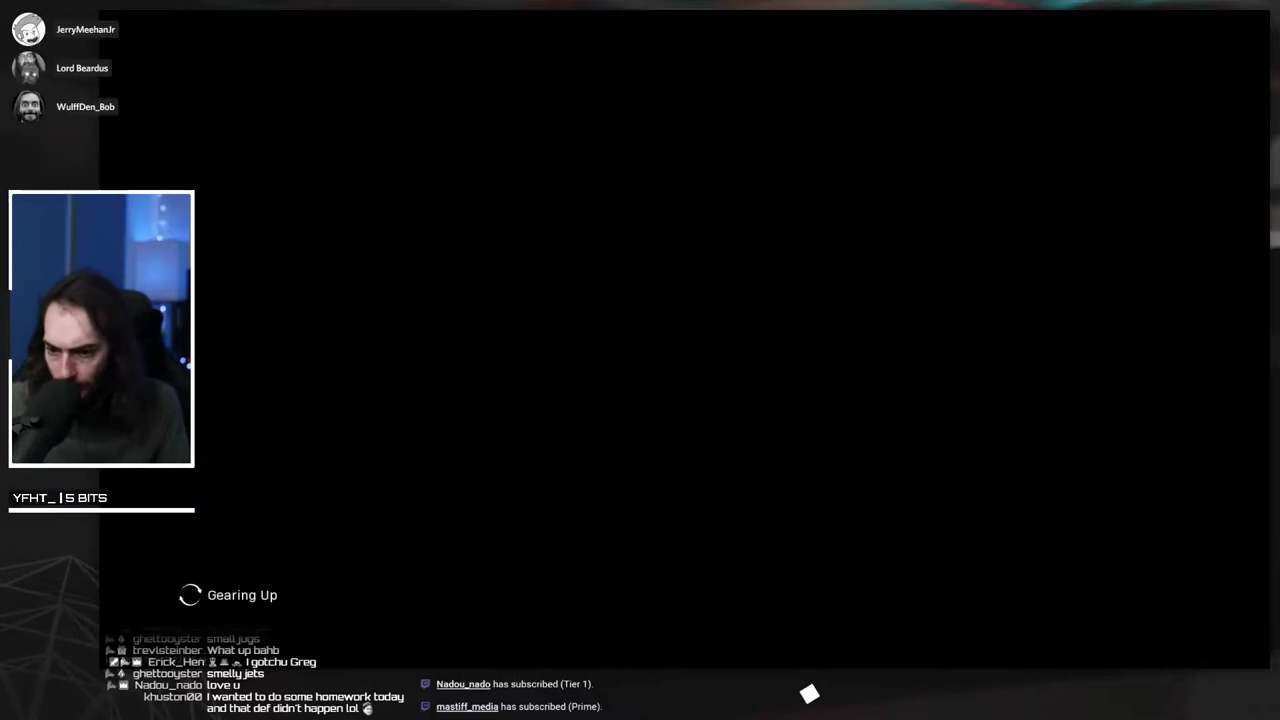 JerryMeehanJr
Lord Beardus
WulffDen_Bob
YFHT_ | 5 BITS
Gearing Up
ghettooyster small jugs
trevlsteinber.. What up bahb
Erick_Hen I gotchu Greg
ghettooyster smelly jets
Nadou_nado love u
khuston00 I wanted to do some homework today
and that def didn't happen lol
Nadou_nado has subscribed (Tier 1).
mastiff_media has subscribed (Prime).